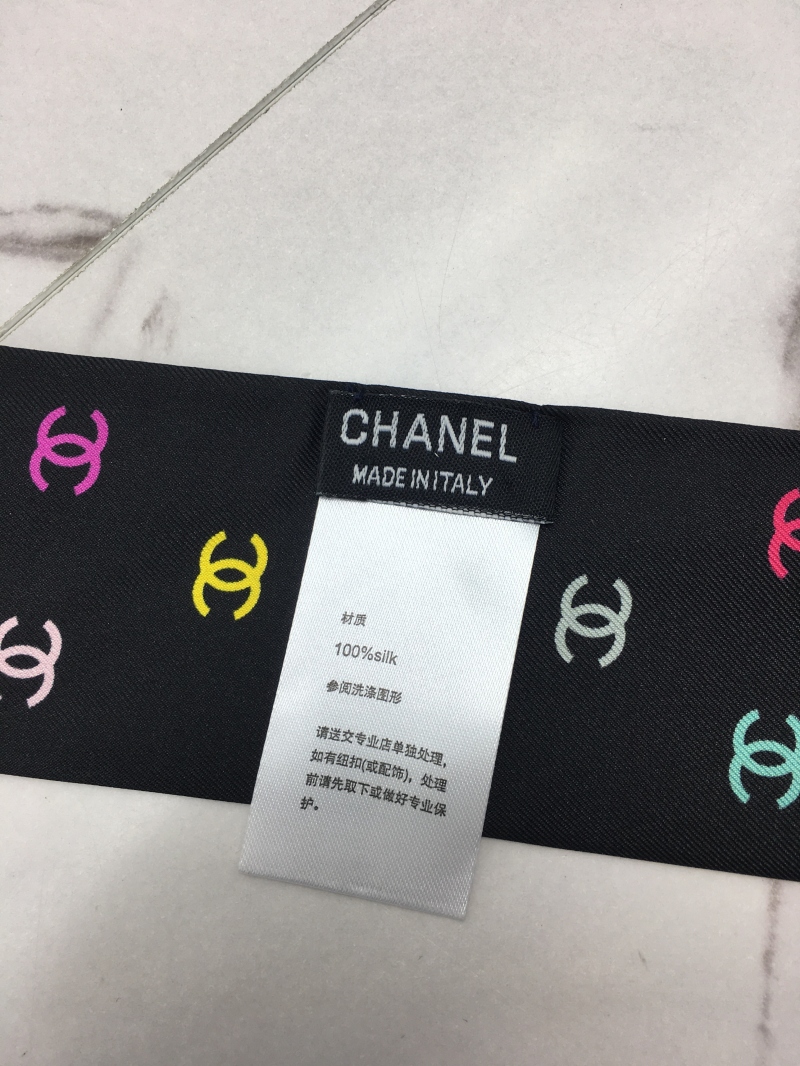 CHANEL
MADE IN ITALY
材质
100%silk
参阅洗涤图形
请送交专业店单独处理，
如有纽扣(或配饰)，处理
前请先取下或做好专业保
护。